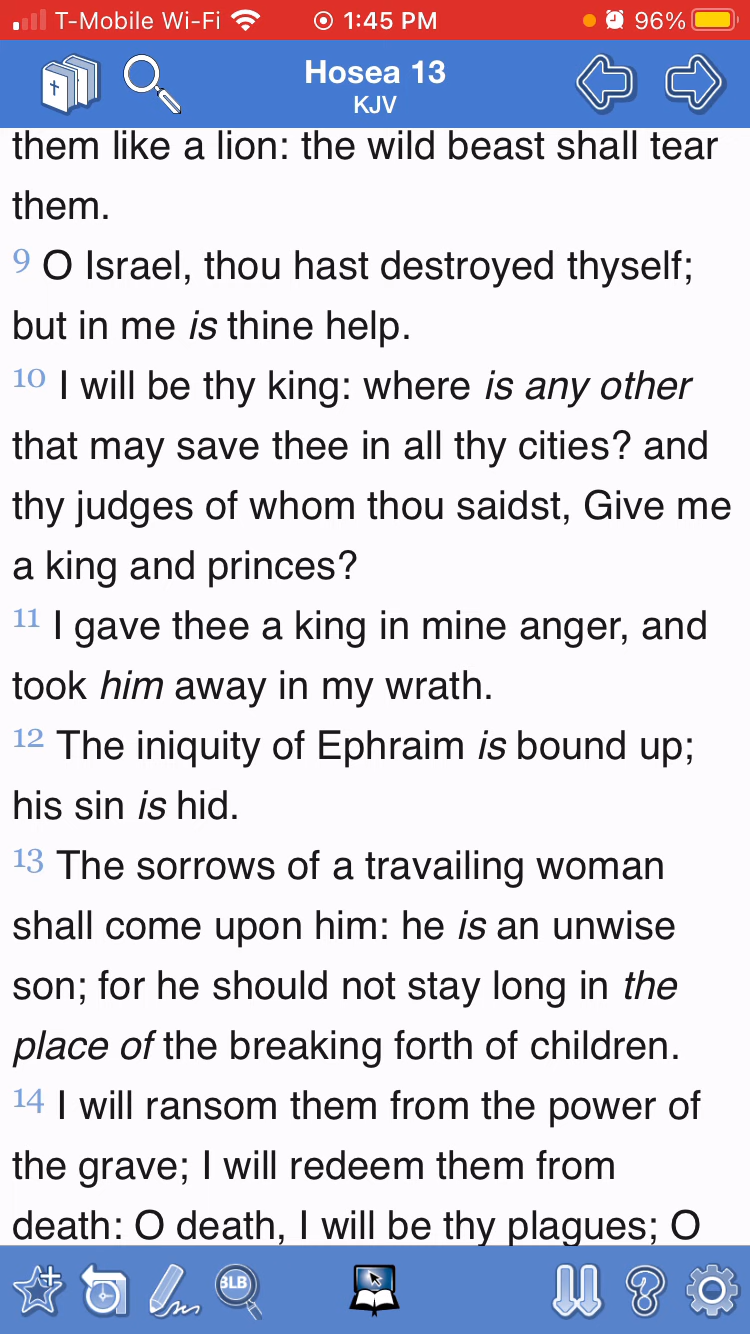 T-Mobile Wi-Fi 1:45 PM 96%
Hosea 13
KJV
them like a lion: the wild beast shall tear
them.
9 O Israel, thou hast destroyed thyself;
but in me is thine help.
10 I will be thy king: where is any other
that may save thee in all thy cities? and
thy judges of whom thou saidst, Give me
a king and princes?
11 I gave thee a king in mine anger, and
took him away in my wrath.
12 The iniquity of Ephraim is bound up;
his sin is hid.
13 The sorrows of a travailing woman
shall come upon him: he is an unwise
son; for he should not stay long in the
place of the breaking forth of children.
14 I will ransom them from the power of
the grave; I will redeem them from
death: O death, I will be thy plagues; O
BLB